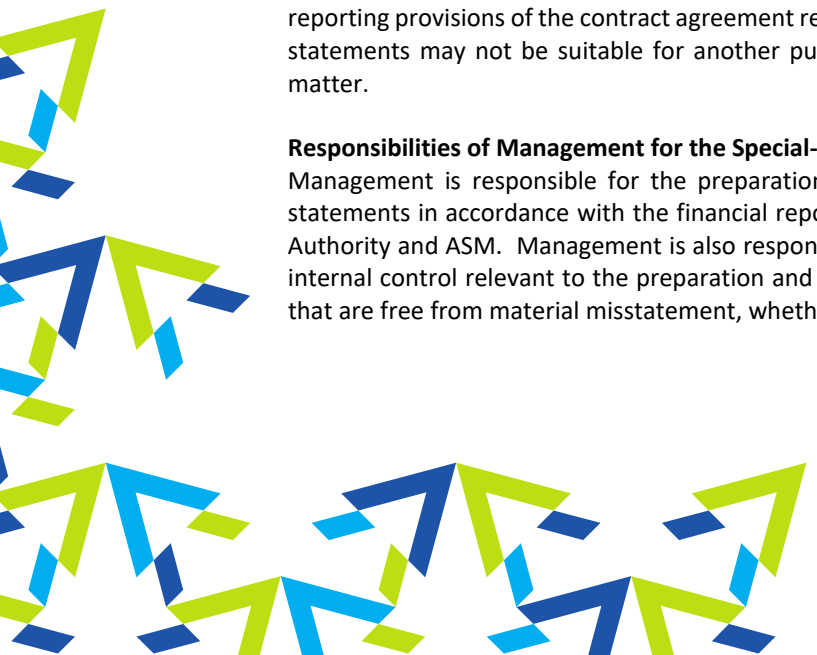 reporting provisions of the contract agreement re
statements may not be suitable for another pu
matter.
Responsibilities of Management for the Special-
Management is responsible for the preparation
statements in accordance with the financial repo
Authority and ASM. Management is also respon
internal control relevant to the preparation and
that are free from material misstatement, wheth